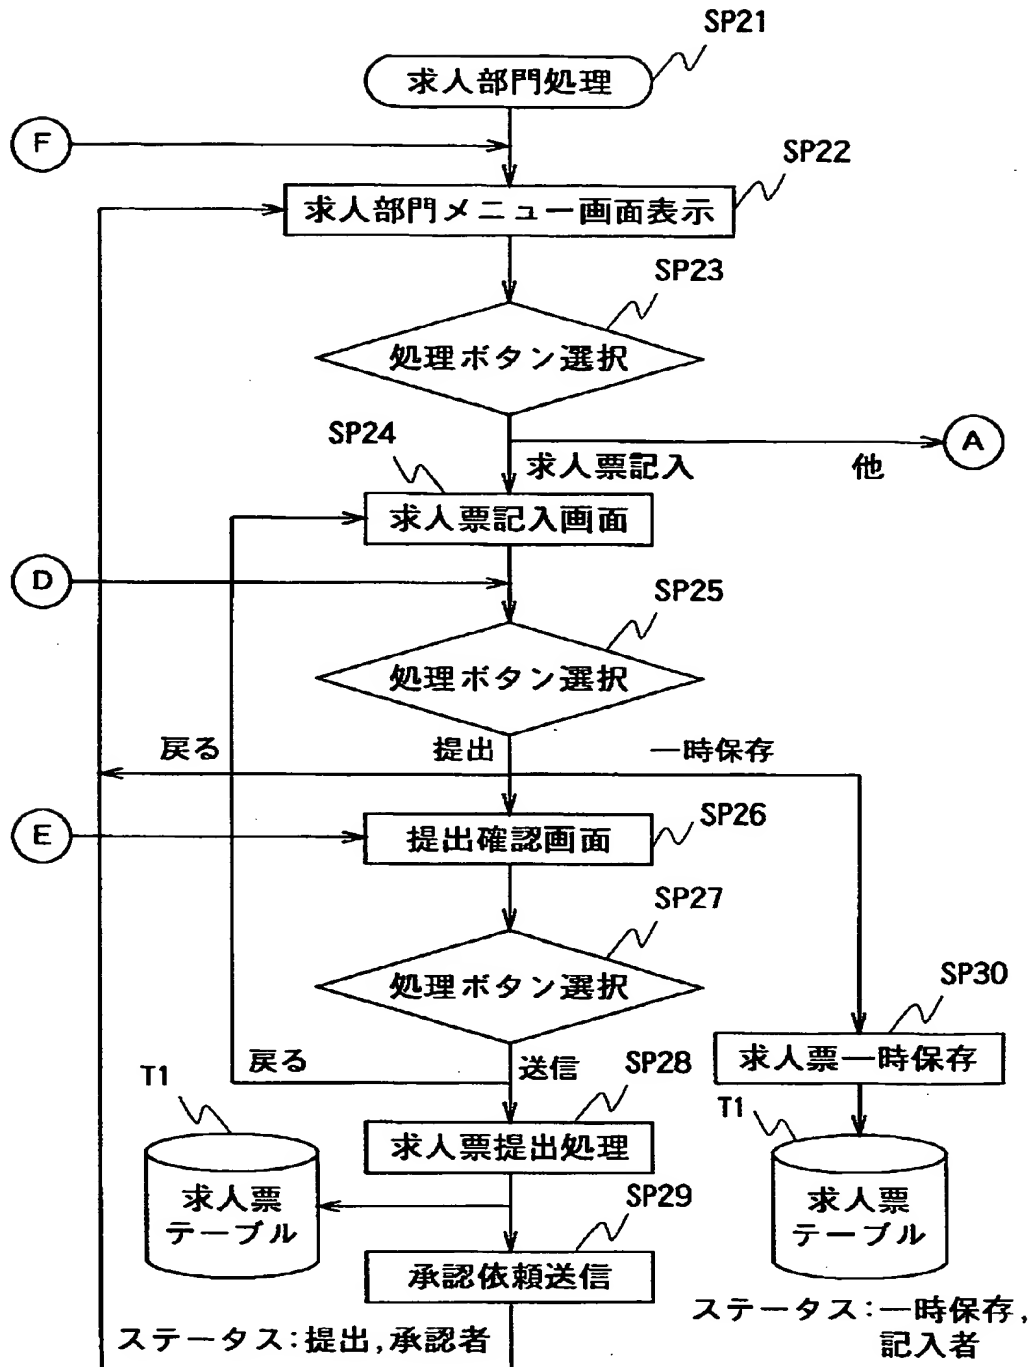 SP21
求人部門処理
F
SP22
求人部門メニュー画面表示
SP23
処理ボタン選択
SP24
求人票記入
他
A
求人票記入画面
D
SP25
処理ボタン選択
戻る
提出
一時保存
E
SP26
提出確認画面
SP27
処理ボタン選択
SP30
求人票一時保存
戻る
送信
T1
SP28
T1
求人票提出処理
求人票
テーブル
SP29
求人票
テーブル
承認依頼送信
ステータス:提出,承認者
ステータス:一時保存,
記入者